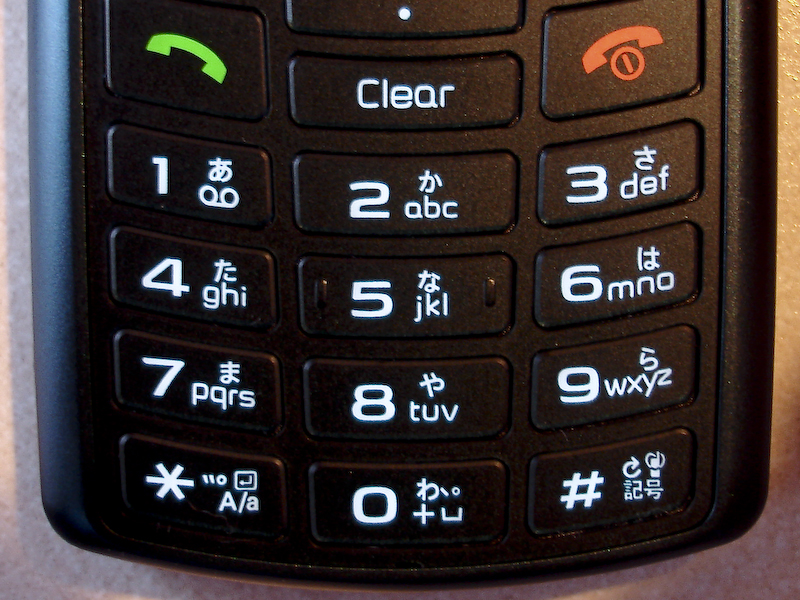 Clear
1 あ
2 か abc
3 さ def
4 た ghi
5 な jkl
6 は mno
7 ま pqrs
8 や tuv
9 ら wxyz
* "゜ A/a
0 わ、。 +
# 記号